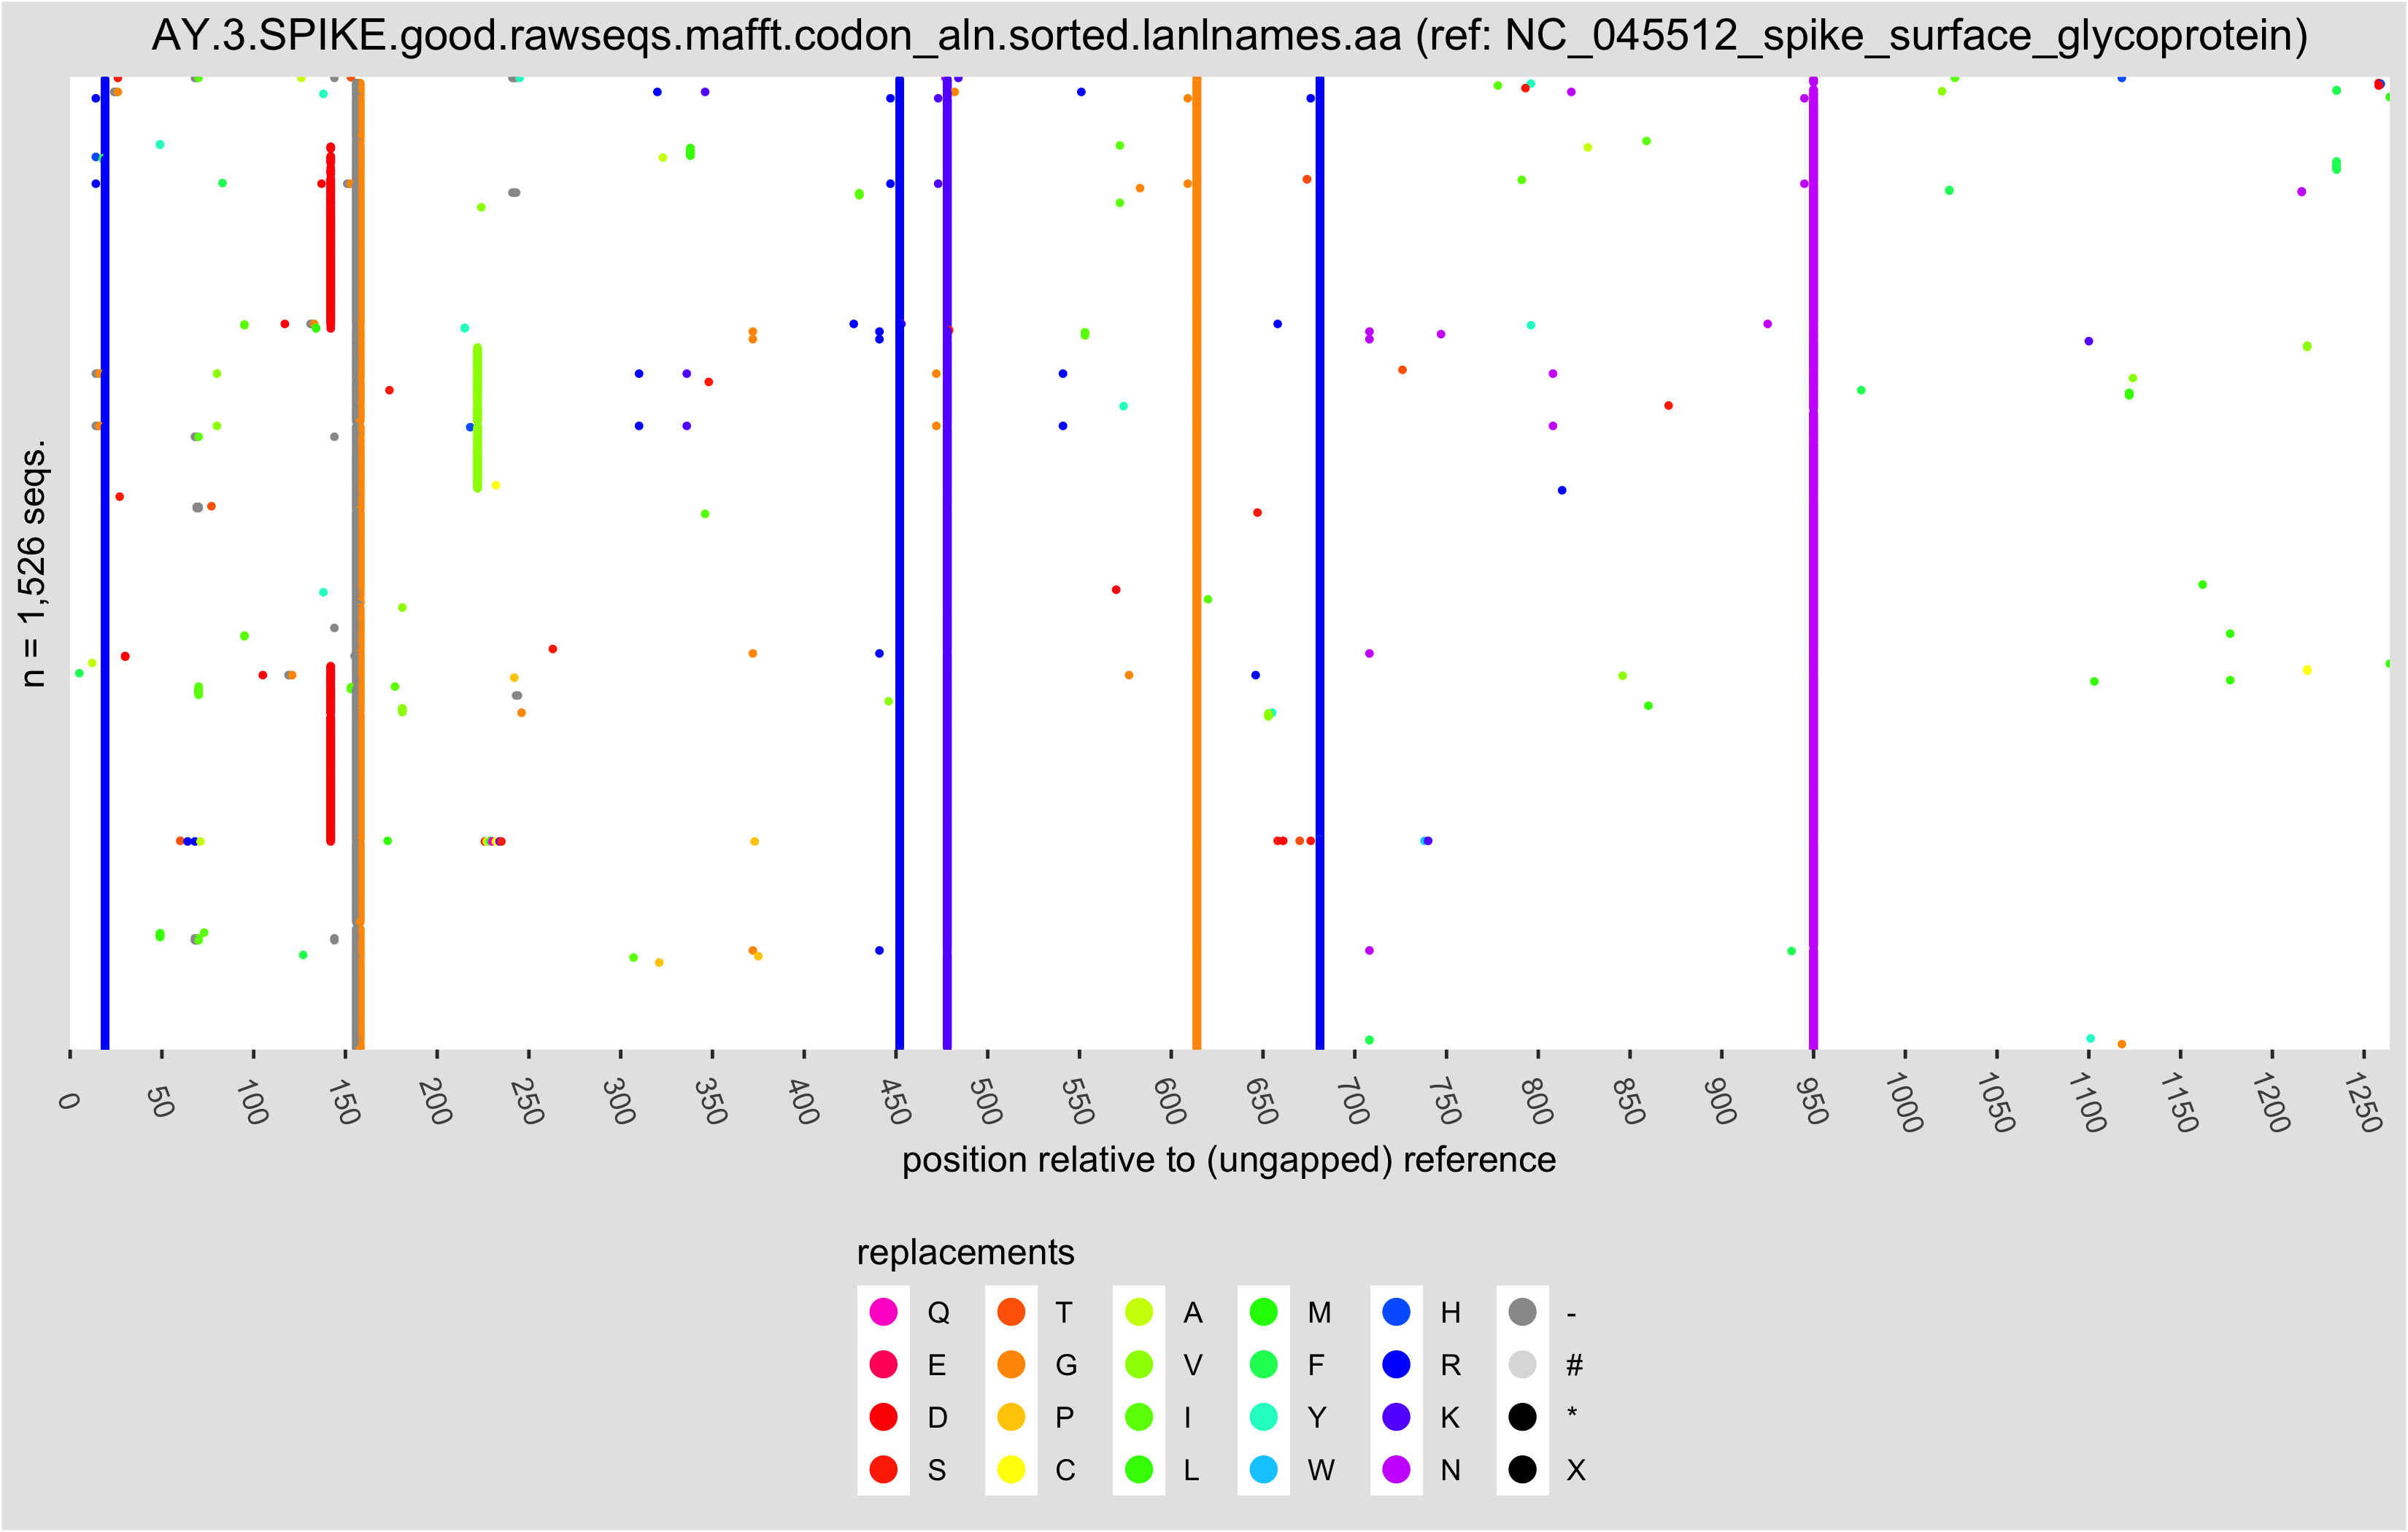 AY.3.SPIKE.good.rawseqs.mafft.codon_aln.sorted.lanlnames.aa (ref: NC_045512_spike_surface_glycoprotein)
n = 1,526 seqs.
0 50 100 150 200 250 300 350 400 450 500 550 600 650 700 750 800 850 900 950 1000 1050 1100 1150 1200 1250
position relative to (ungapped) reference
replacements
Q T A M H -
E G V F R #
D P I Y K *
S C L W N X